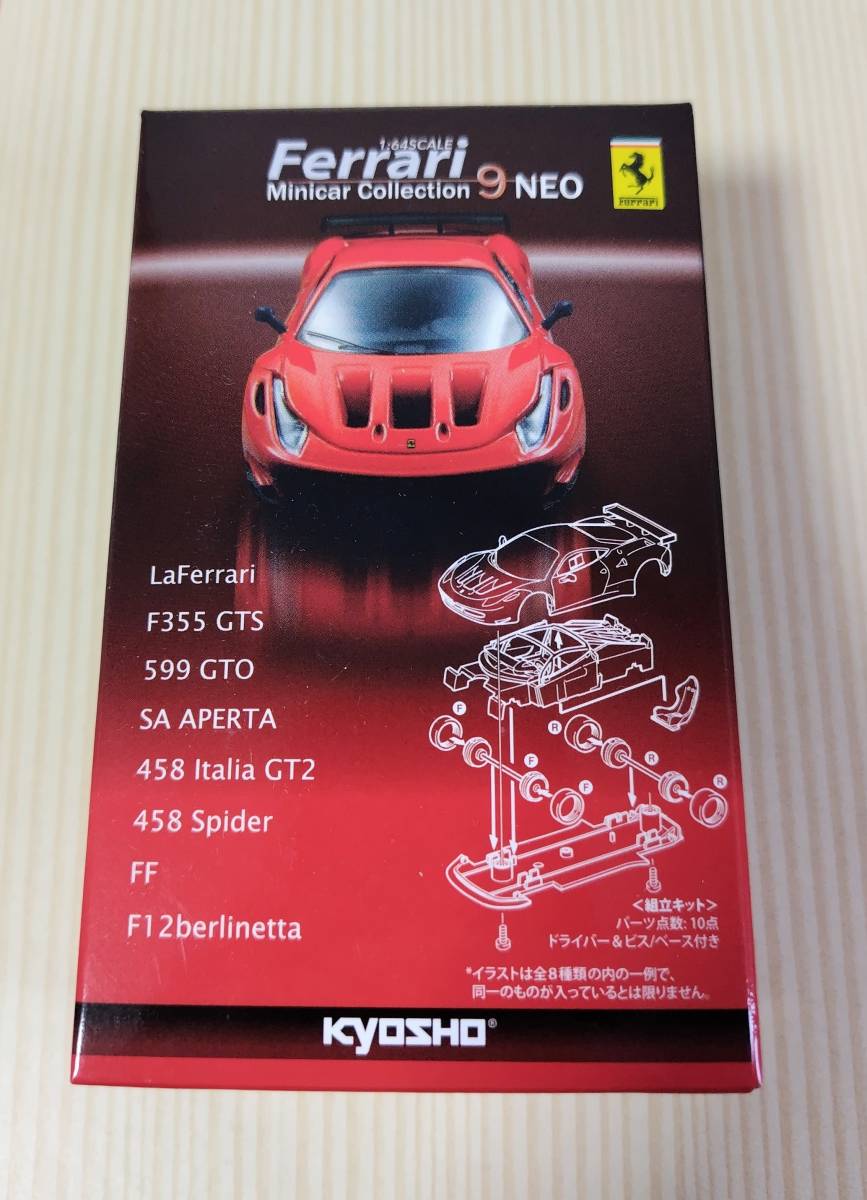 1:64SCALE
Ferrari
Minicar Collection 9 NEO
Ferrari
LaFerrari
F355 GTS
599 GTO
SA APERTA
458 Italia GT2
458 Spider
FF
F12berlinetta
F
R
F
R
F
R
<組立キット>
パーツ点数:10点
ドライバー&ビス/ベース付き
*イラストは全8種類の内の一例で、
同一のものが入っているとは限りません。
KYOSHO®